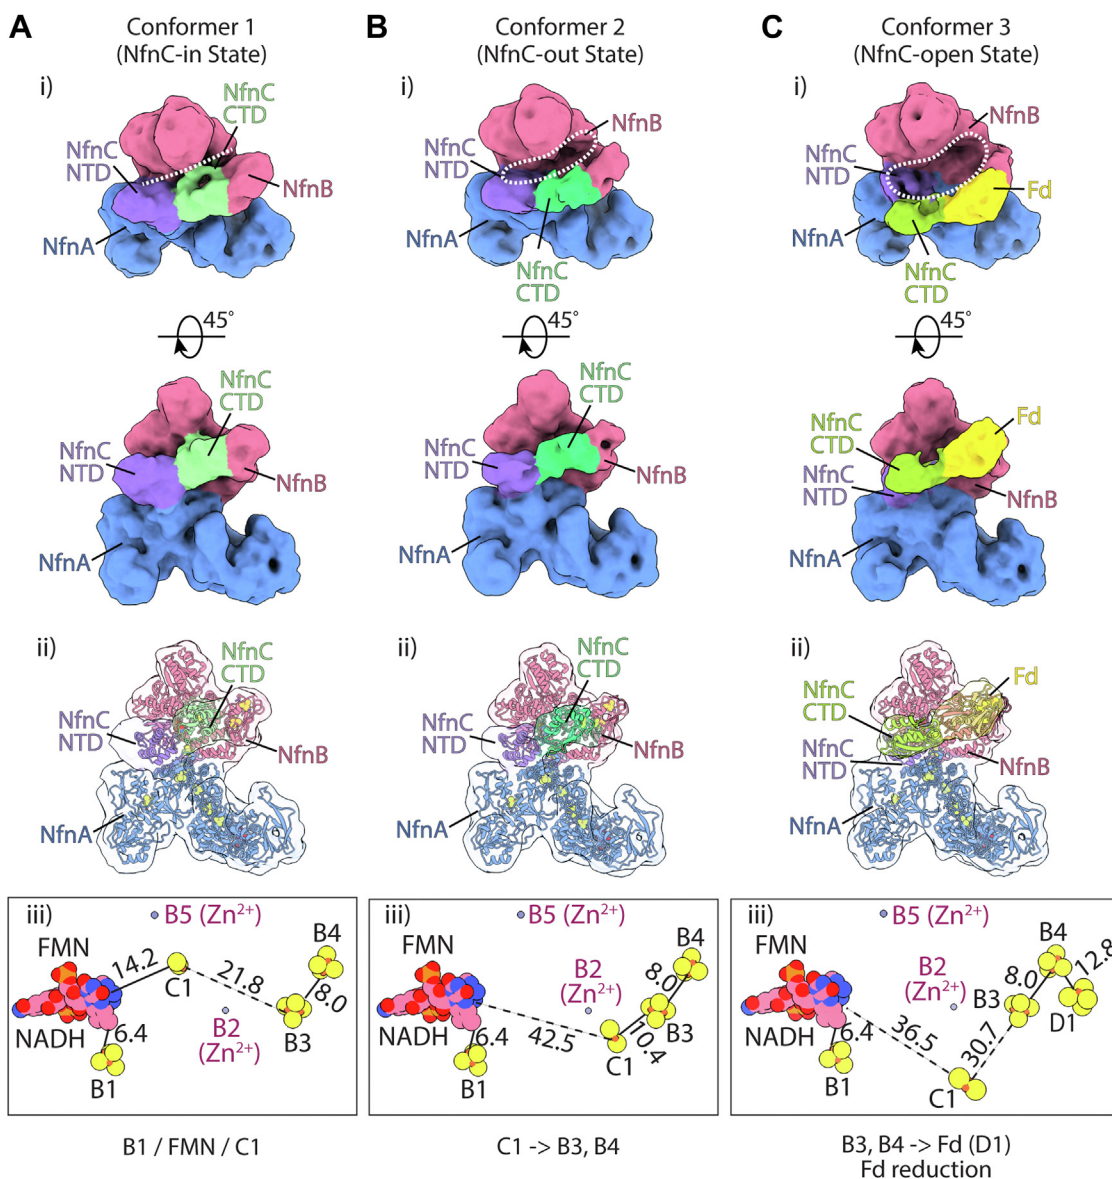 A
Conformer 1
(NfnC-in State)
i)
NfnC
CTD
NfnC
NTD
NfnB
NfnA
45°
NfnC
CTD
NfnC
NTD
NfnB
NfnA
ii)
NfnC
CTD
NfnC
NTD
NfnB
NfnA
iii)
B5 (Zn2+)
FMN
14.2
C1
21.8
B4
8.0
B3
B2
(Zn2+)
NADH
6.4
B1
B1 / FMN / C1
B
Conformer 2
(NfnC-out State)
i)
NfnB
NfnC
NTD
NfnA
NfnC
CTD
45°
NfnC
CTD
NfnC
NTD
NfnB
NfnA
ii)
NfnC
CTD
NfnC
NTD
NfnB
NfnA
iii)
B5 (Zn2+)
FMN
B2
(Zn2+)
B4
8.0
B3
10.4
C1
42.5
NADH
6.4
B1
C1 -> B3, B4
C
Conformer 3
(NfnC-open State)
i)
NfnB
NfnC
NTD
Fd
NfnA
NfnC
CTD
45°
NfnC
CTD
Fd
NfnC
NTD
NfnB
NfnA
ii)
NfnC
CTD
Fd
NfnC
NTD
NfnB
NfnA
iii)
B5 (Zn2+)
FMN
B2
(Zn2+)
B4
12.8
8.0
B3
D1
36.5
30.7
C1
NADH
6.4
B1
B3, B4 -> Fd (D1)
Fd reduction